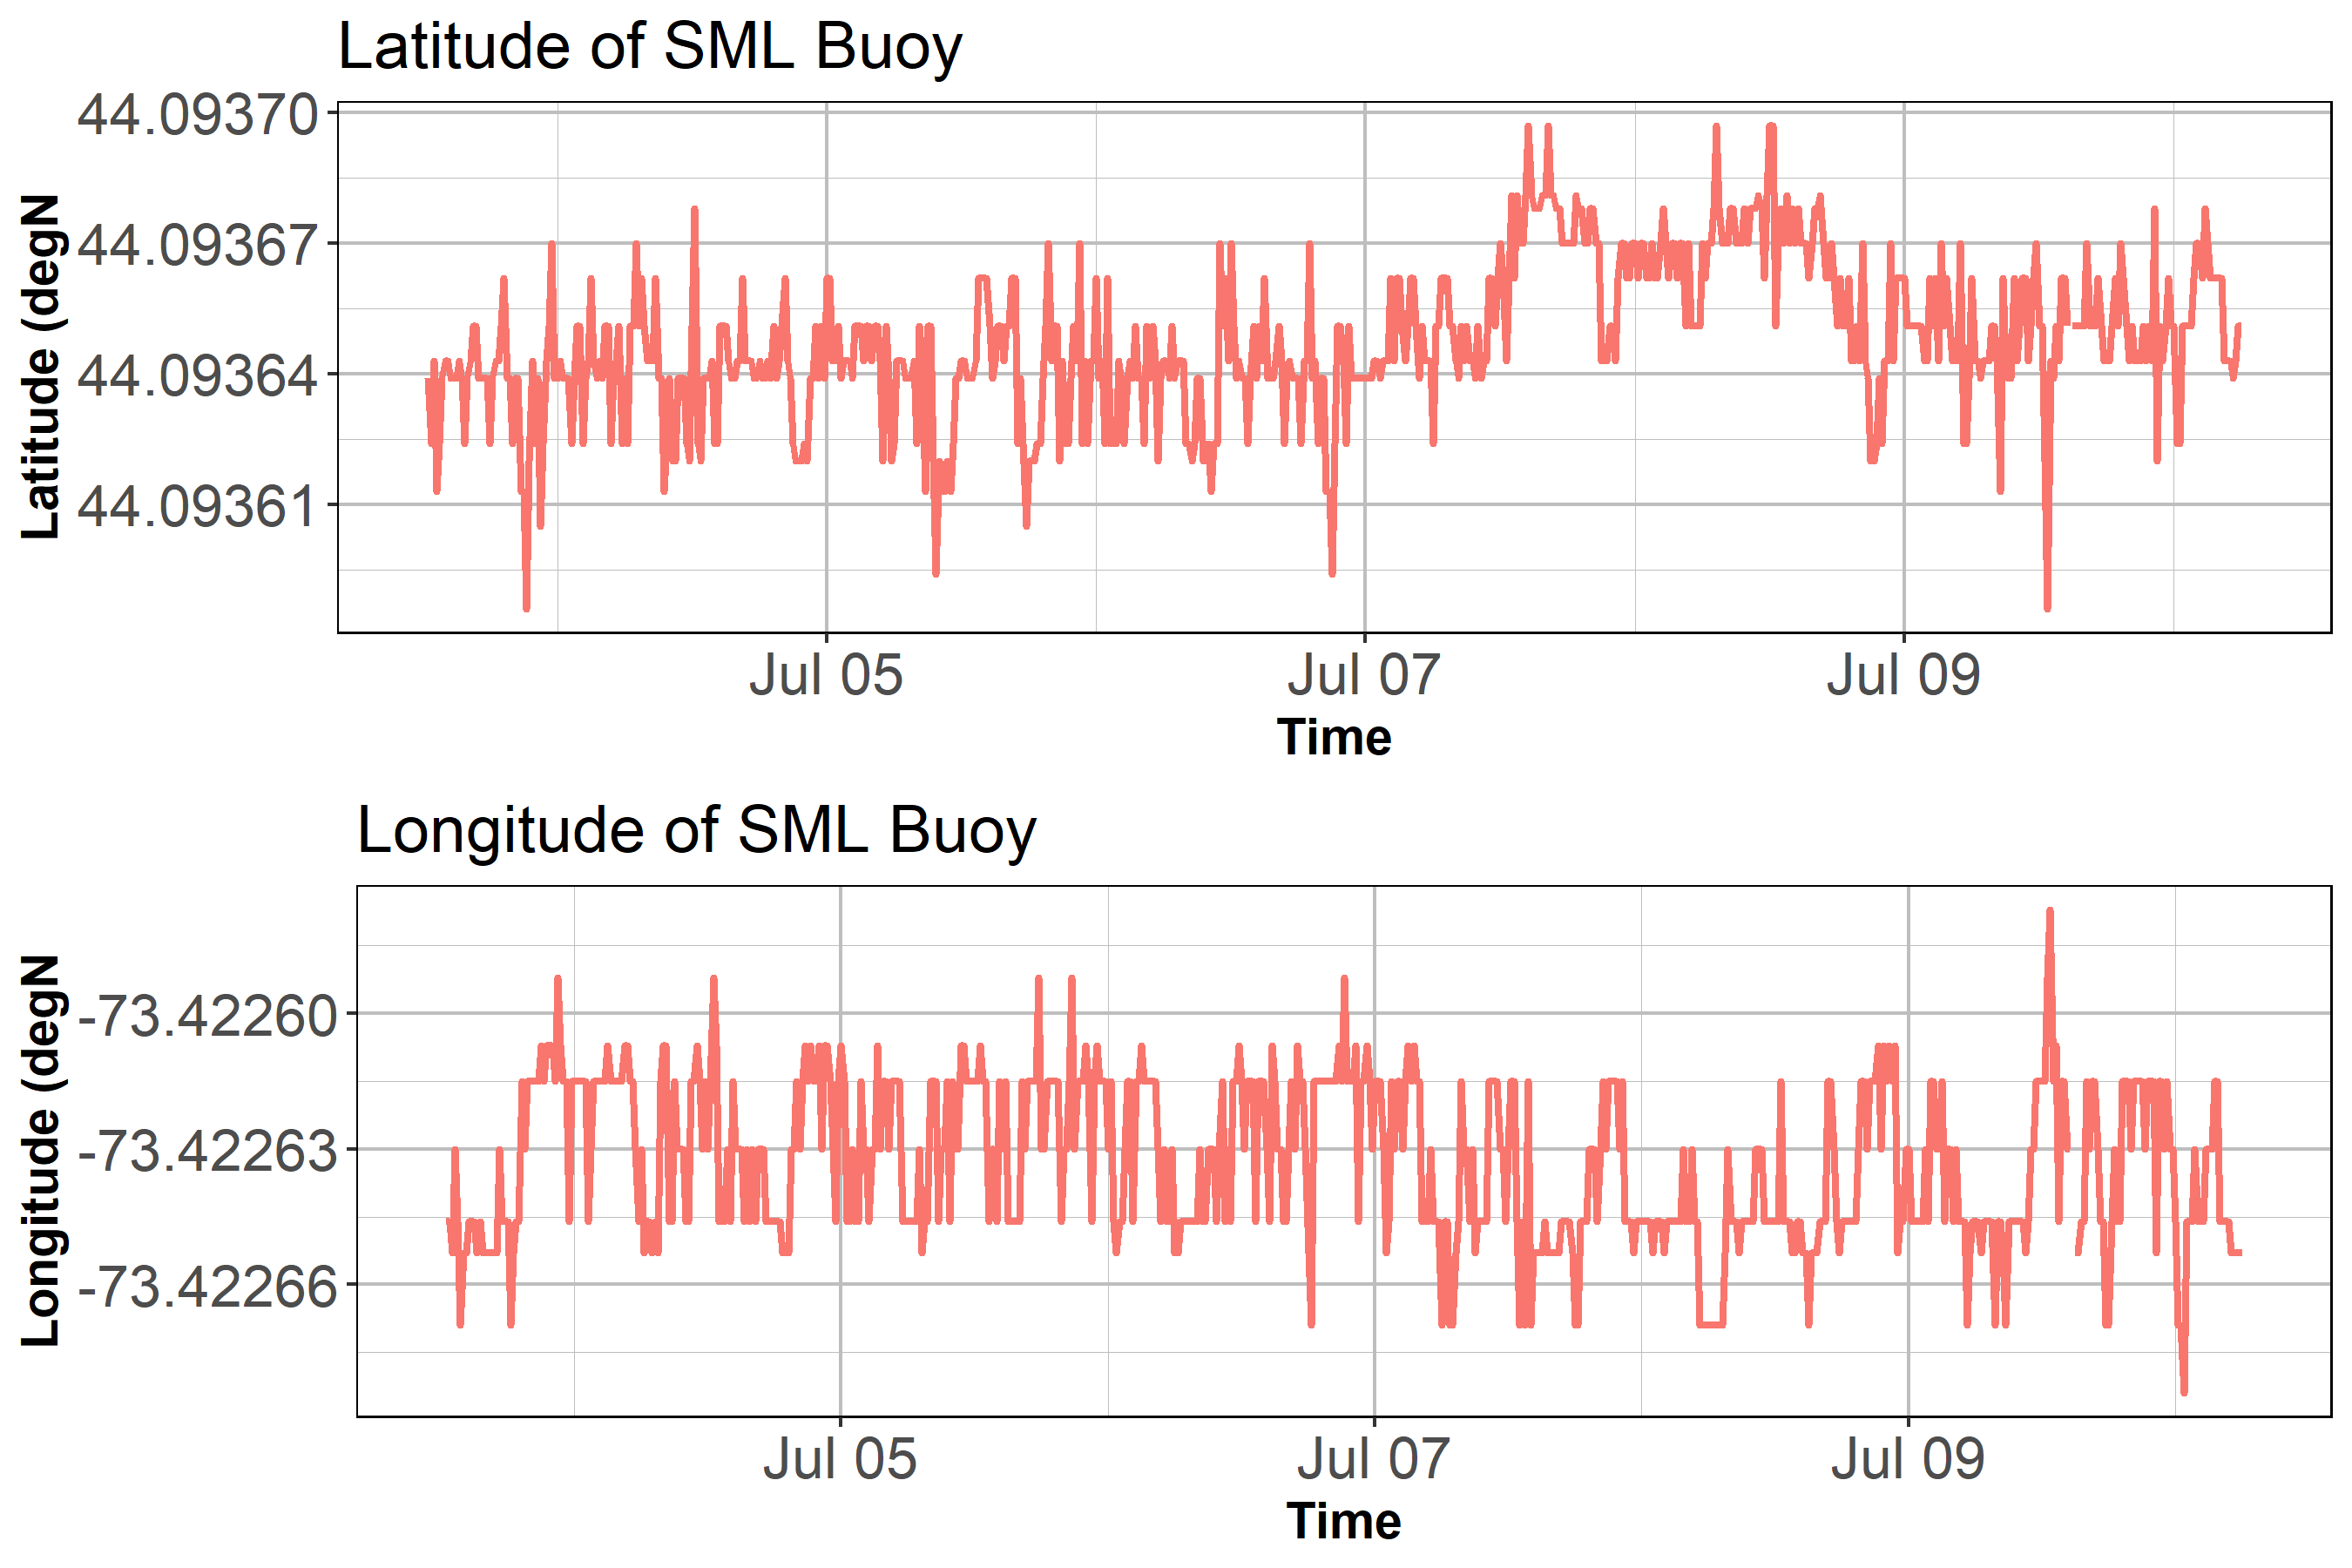 Latitude of SML Buoy
Latitude (degN
44.09370
44.09367
44.09364
44.09361
Jul 05 Jul 07 Jul 09
Time
Longitude of SML Buoy
Longitude (degN
-73.42260
-73.42263
-73.42266
Jul 05 Jul 07 Jul 09
Time